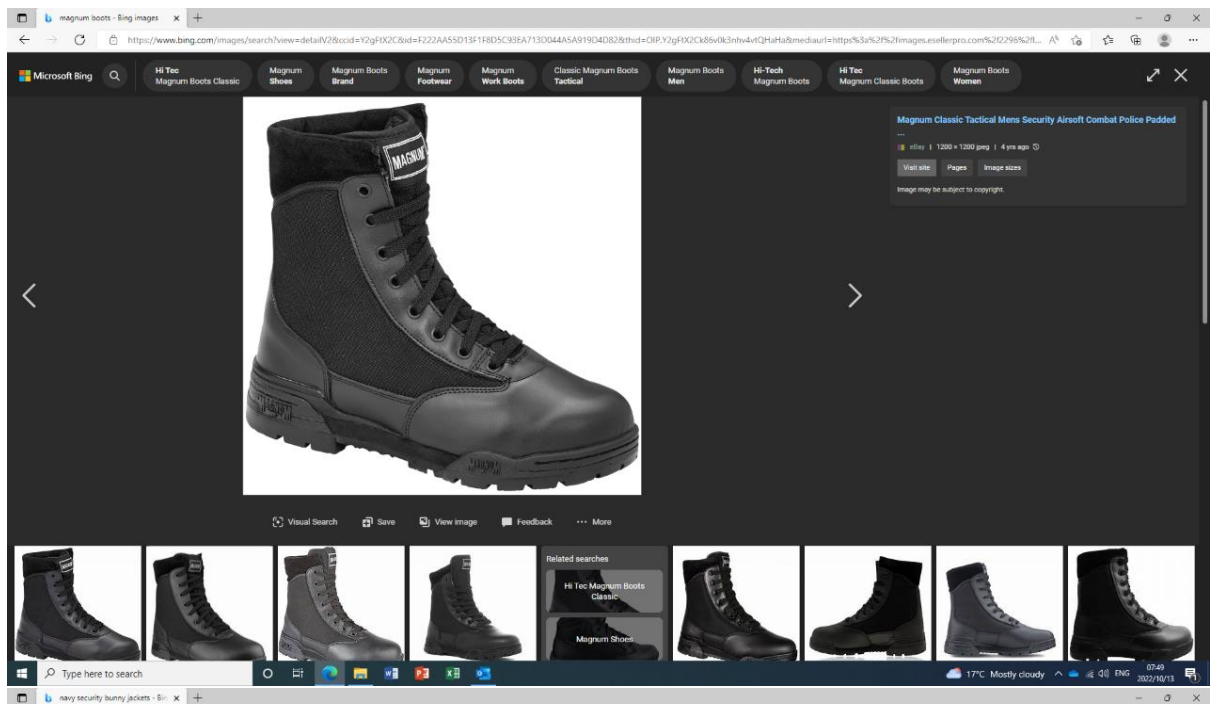 magnum boots - Bing images
https://www.bing.com/images/search?view=detailV2&ccid=Y2gFtX2C&id=F222AA55D13F1F8D5C93EA713D044A5A919D4D82&thid=OIP.Y2gFtX2Ck86v0k3nhv4vtQHaHa&mediaurl=https%3a%2f%2fimages.esellerpro.com%2f2296%2fI...
Microsoft Bing
Hi Tec
Magnum Boots Classic
Magnum
Shoes
Magnum Boots
Brand
Magnum
Footwear
Magnum
Work Boots
Classic Magnum Boots
Tactical
Magnum Boots
Men
Hi-Tech
Magnum Boots
Hi Tec
Magnum Classic Boots
Magnum Boots
Women
MAGNUM
MAGNUM
MAGNUM
Magnum Classic Tactical Mens Security Airsoft Combat Police Padded
...
eBay | 1200 × 1200 jpeg | 4 yrs ago
Visit site Pages Image sizes
Image may be subject to copyright.
Visual Search Save View image Feedback ... More
Related searches
Hi Tec Magnum Boots
Classic
Magnum Shoes
Type here to search
17°C Mostly cloudy ENG
07:49
2022/10/13
navy security bunny jackets - Bin